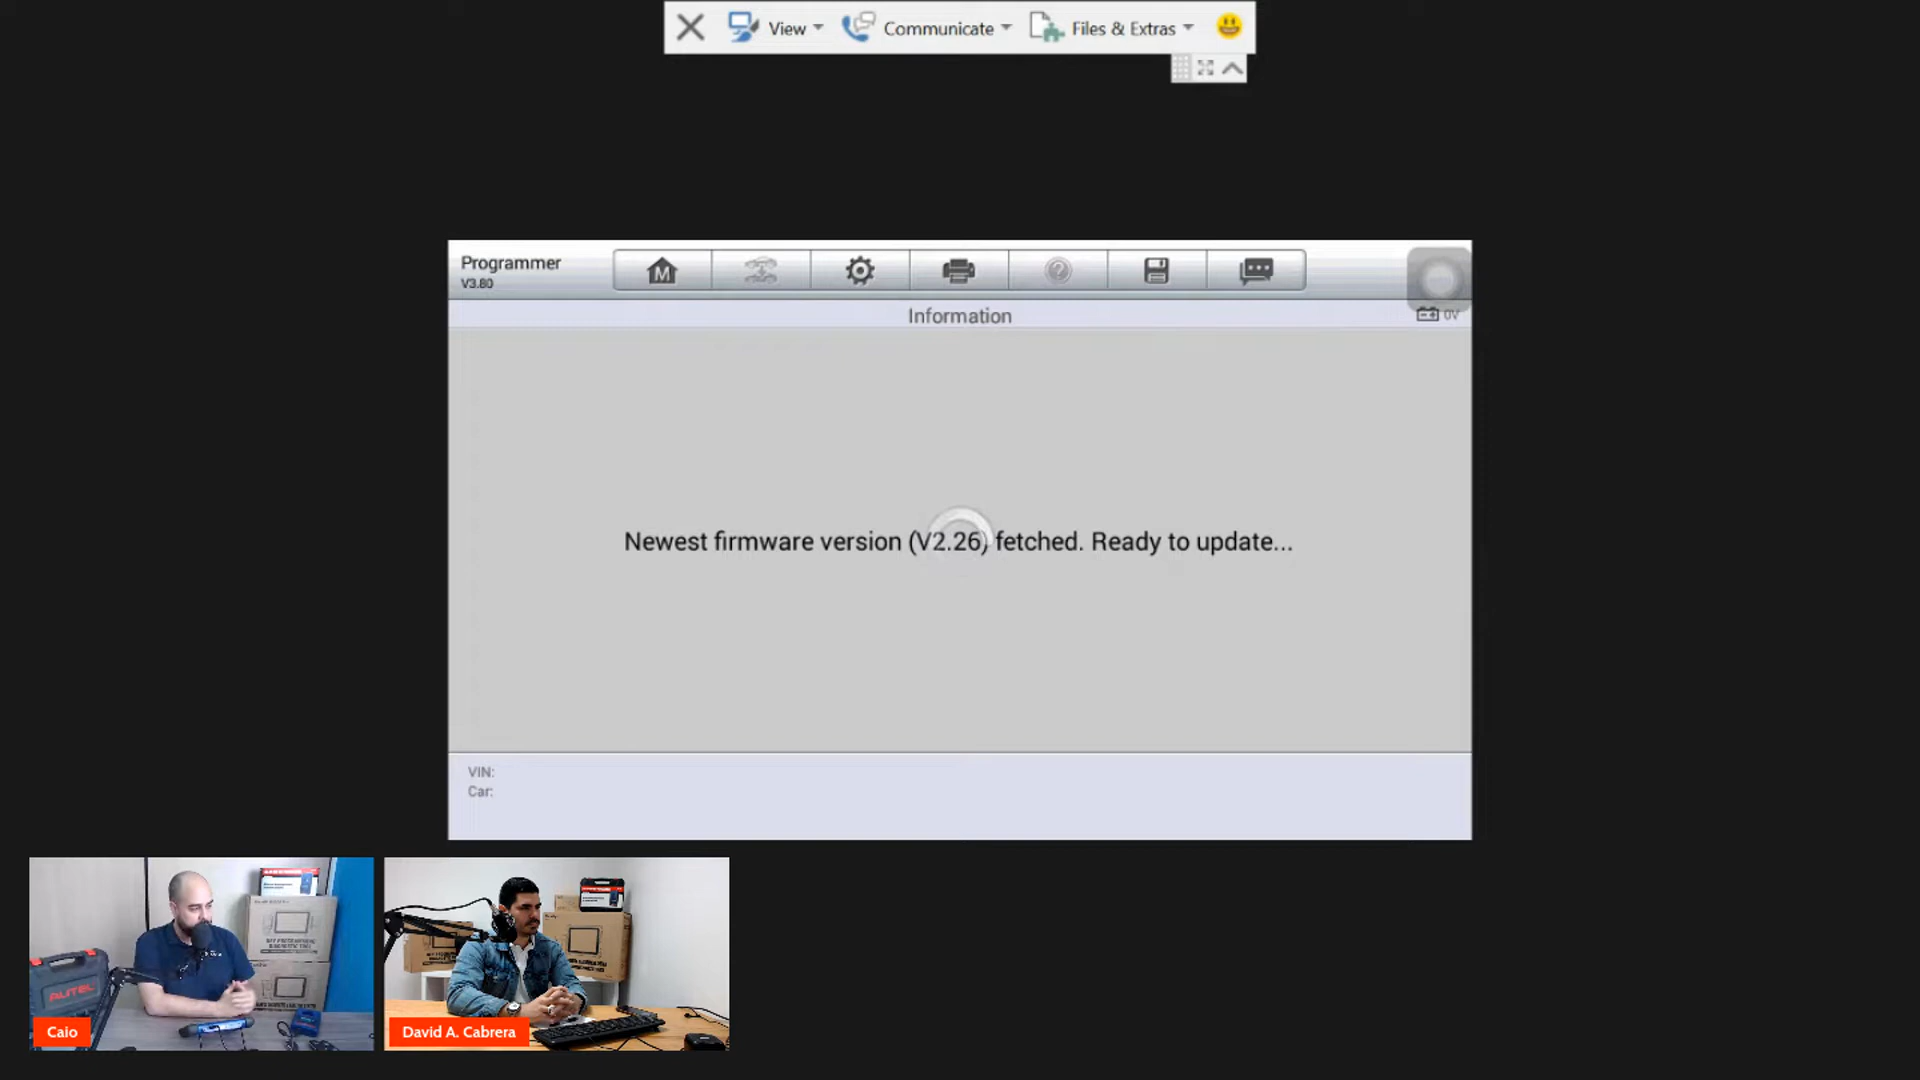 View
Communicate
Files & Extras
Programmer
V3.80
Information
0V
Newest firmware version (V2.26) fetched. Ready to update...
VIN:
Car:
AUTEL
Caio
David A. Cabrera